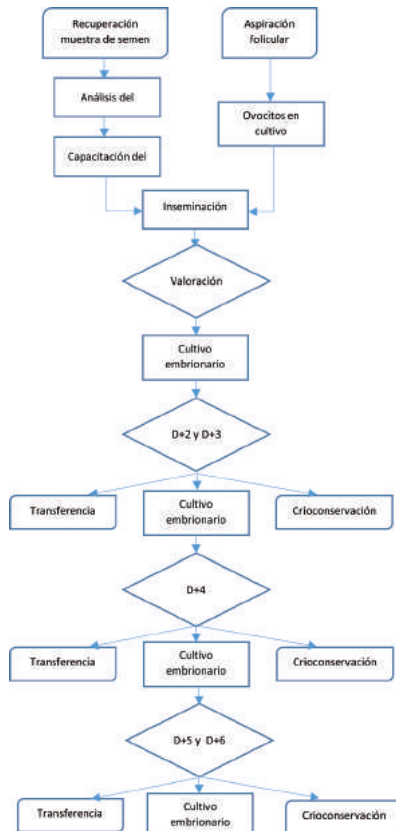 Recuperación
muestra de semen
Aspiración
folicular
Análisis del
Ovocitos en
cultivo
Capacitación del
Inseminación
Valoración
Cultivo
embrionario
D+2 y D+3
Transferencia
Cultivo
embrionario
Crioconservación
D+4
Transferencia
Cultivo
embrionario
Crioconservación
D+5 y D+6
Transferencia
Cultivo
embrionario
Crioconservación